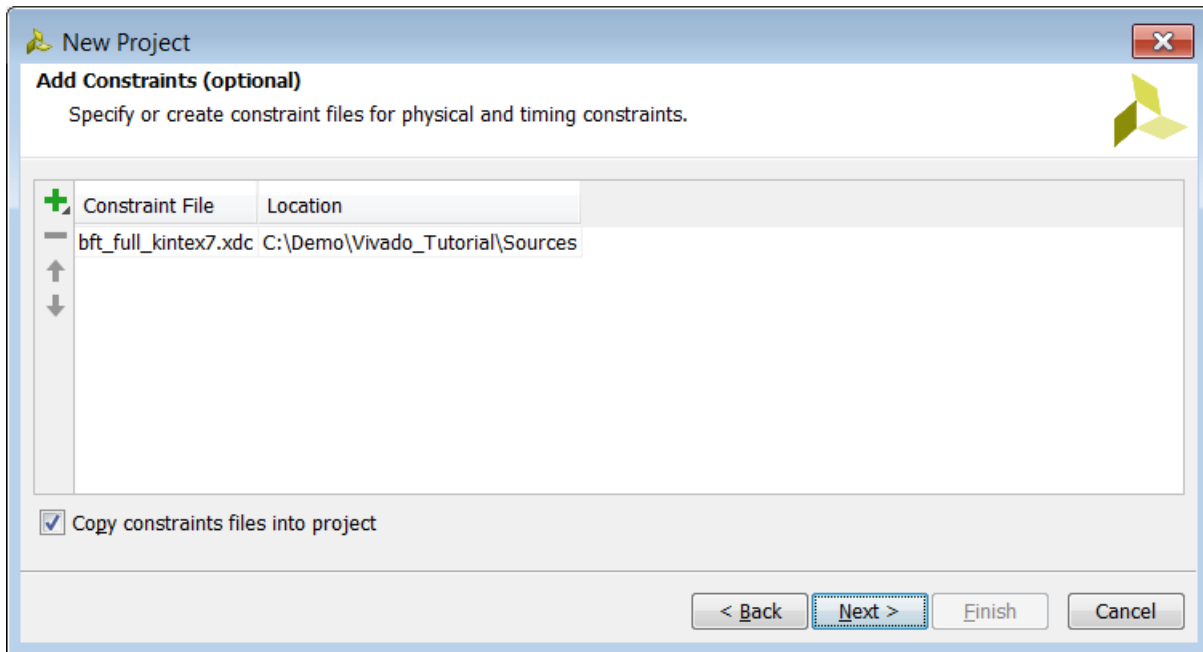 New Project
Add Constraints (optional)
Specify or create constraint files for physical and timing constraints.
Constraint File Location
bft_full_kintex7.xdc C:\Demo\Vivado_Tutorial\Sources
Copy constraints files into project
< Back Next > Finish Cancel